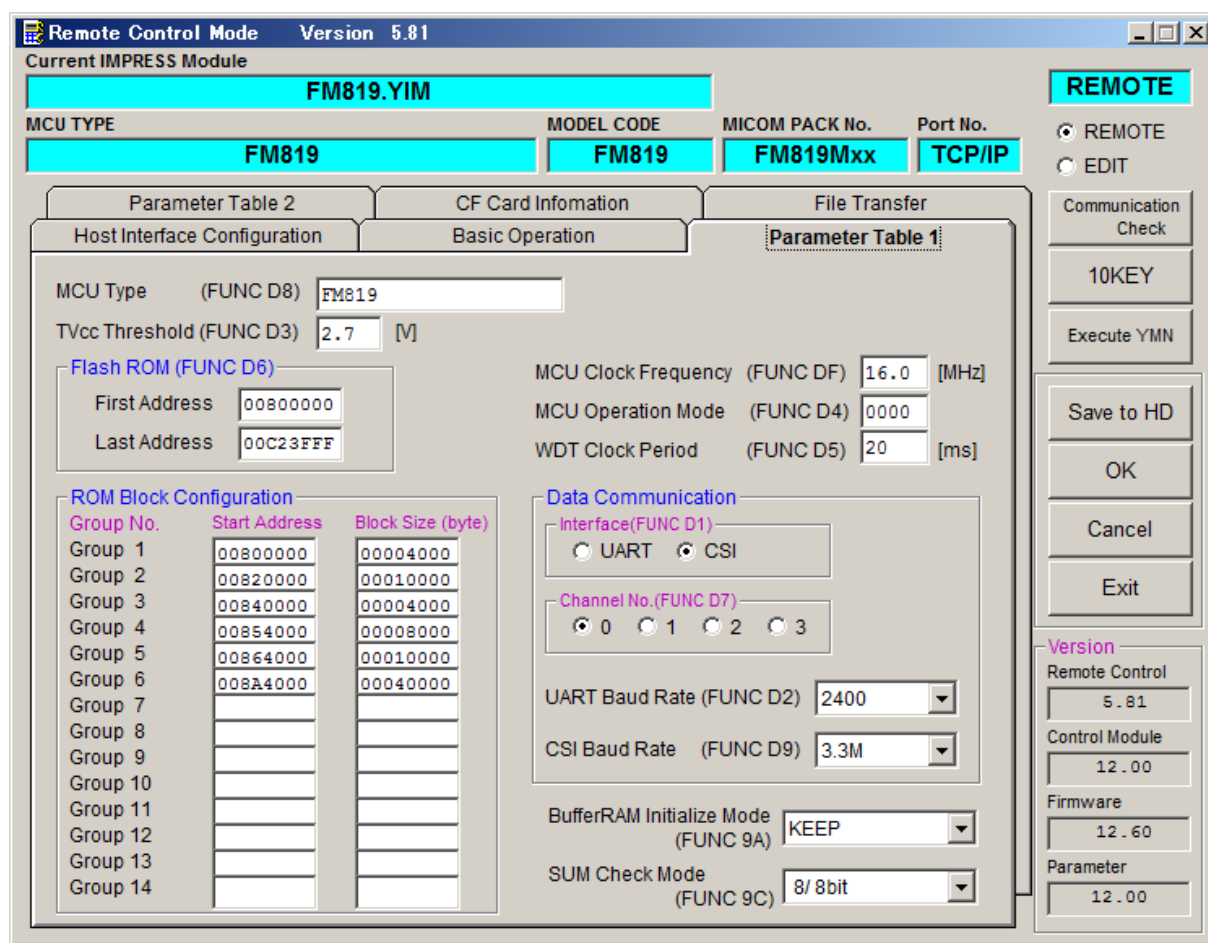 Remote Control Mode Version 5.81
Current IMPRESS Module
FM819.YIM
REMOTE
MCU TYPE MODEL CODE MICOM PACK No. Port No.
FM819 FM819 FM819Mxx TCP/IP
REMOTE
EDIT
Parameter Table 2 CF Card Infomation File Transfer
Host Interface Configuration Basic Operation Parameter Table 1
Communication
Check
10KEY
Execute YMN
Save to HD
OK
Cancel
Exit
MCU Type (FUNC D8) FM819
TVcc Threshold (FUNC D3) 2.7 [V]
Flash ROM (FUNC D6)
First Address 00800000
Last Address 00C23FFF
MCU Clock Frequency (FUNC DF) 16.0 [MHz]
MCU Operation Mode (FUNC D4) 0000
WDT Clock Period (FUNC D5) 20 [ms]
ROM Block Configuration
Group No. Start Address Block Size (byte)
Group 1 00800000 00004000
Group 2 00820000 00010000
Group 3 00840000 00004000
Group 4 00854000 00008000
Group 5 00864000 00010000
Group 6 008A4000 00040000
Group 7
Group 8
Group 9
Group 10
Group 11
Group 12
Group 13
Group 14
Data Communication
Interface(FUNC D1)
UART CSI
Channel No.(FUNC D7)
0 1 2 3
UART Baud Rate (FUNC D2) 2400
CSI Baud Rate (FUNC D9) 3.3M
BufferRAM Initialize Mode
(FUNC 9A) KEEP
SUM Check Mode
(FUNC 9C) 8/ 8bit
Version
Remote Control
5.81
Control Module
12.00
Firmware
12.60
Parameter
12.00